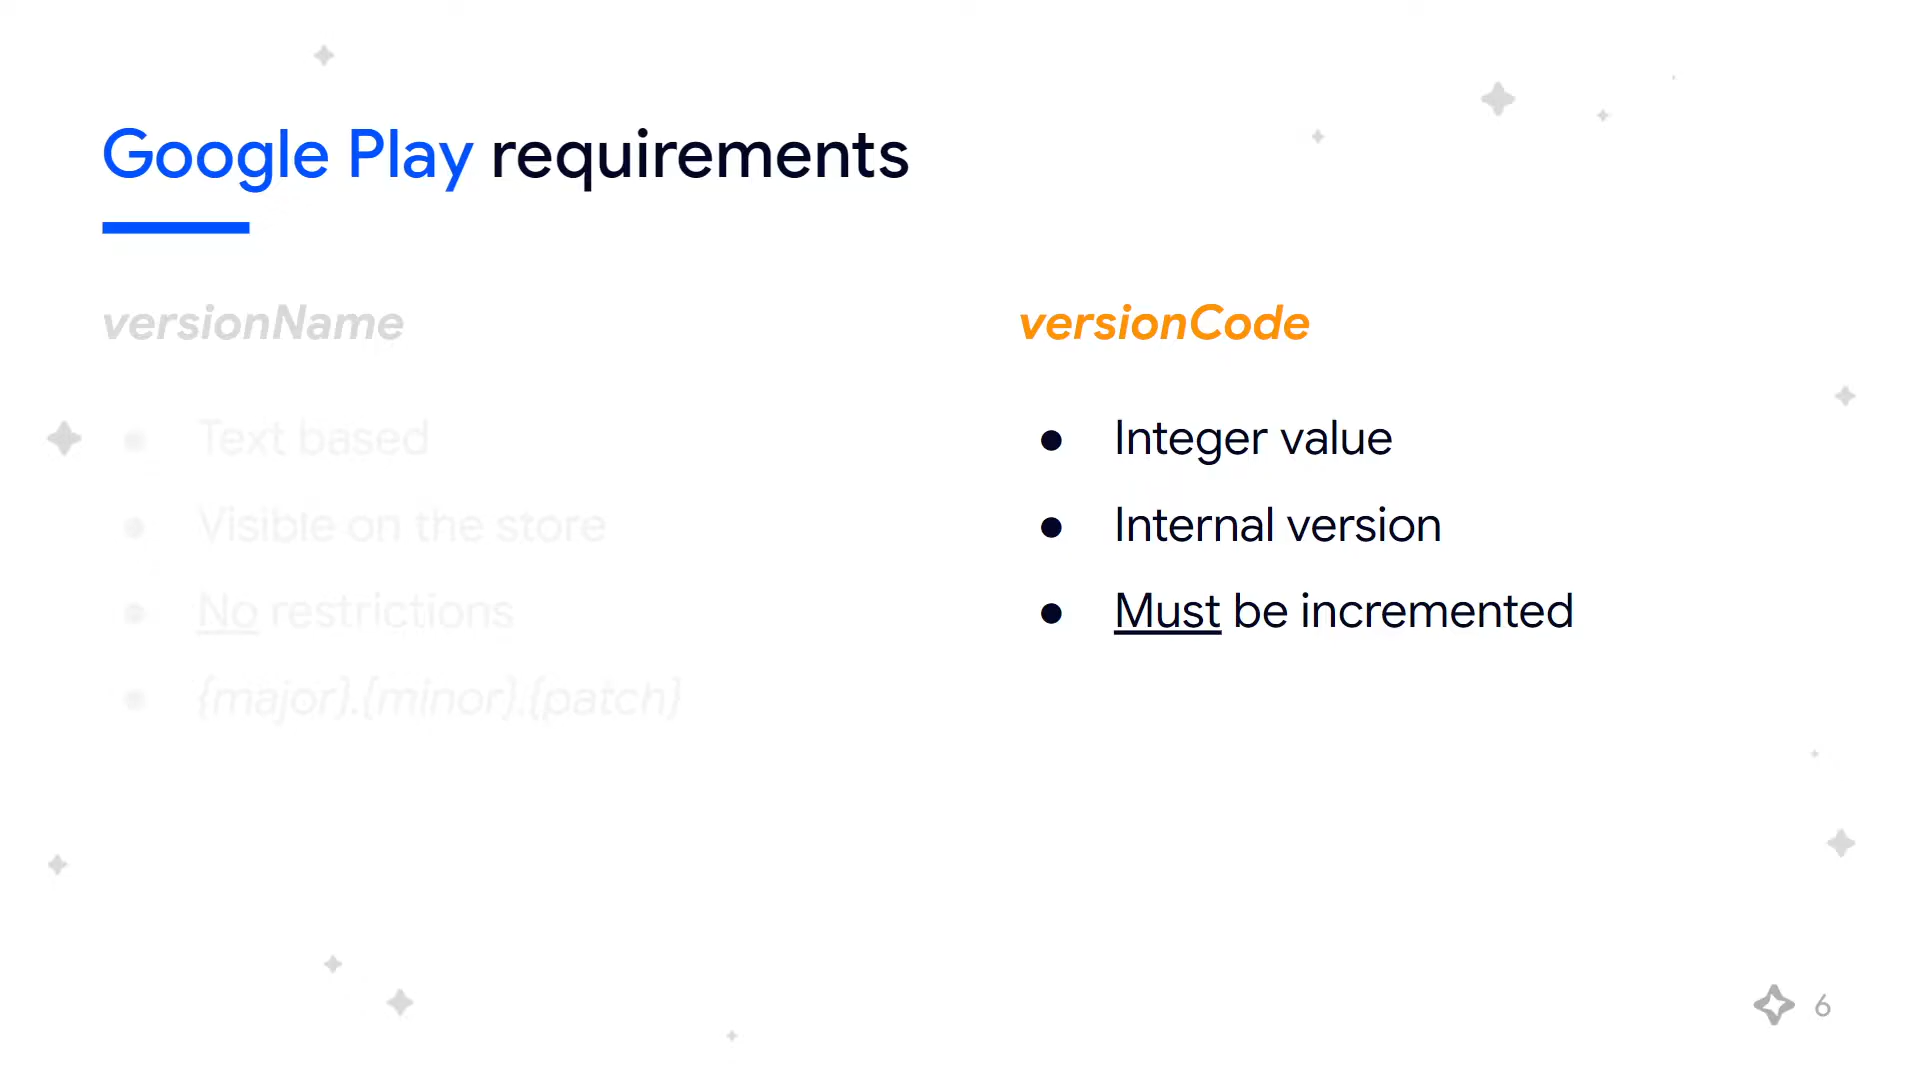 Google Play requirements
versionName
Text based
Visible on the store
No restrictions
{major}.{minor}.{patch}
versionCode
Integer value
Internal version
Must be incremented
6